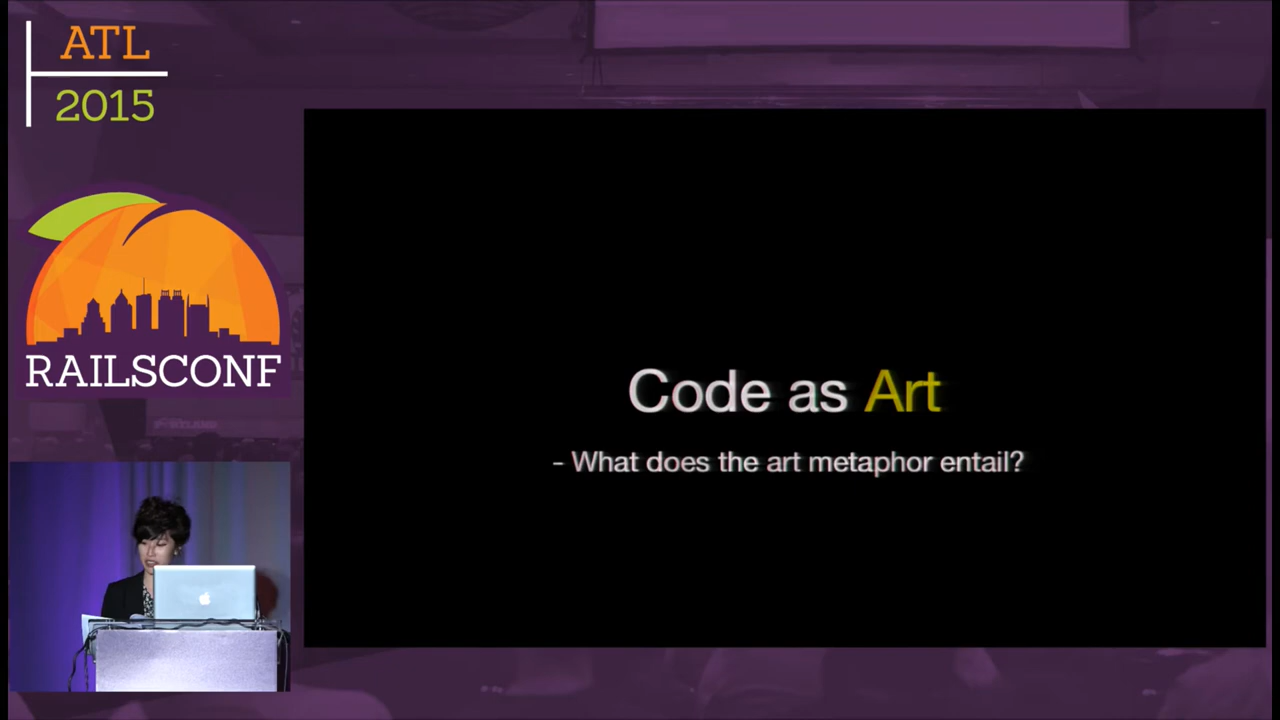 ATL
2015
RAILSCONF
Code as Art
- What does the art metaphor entail?